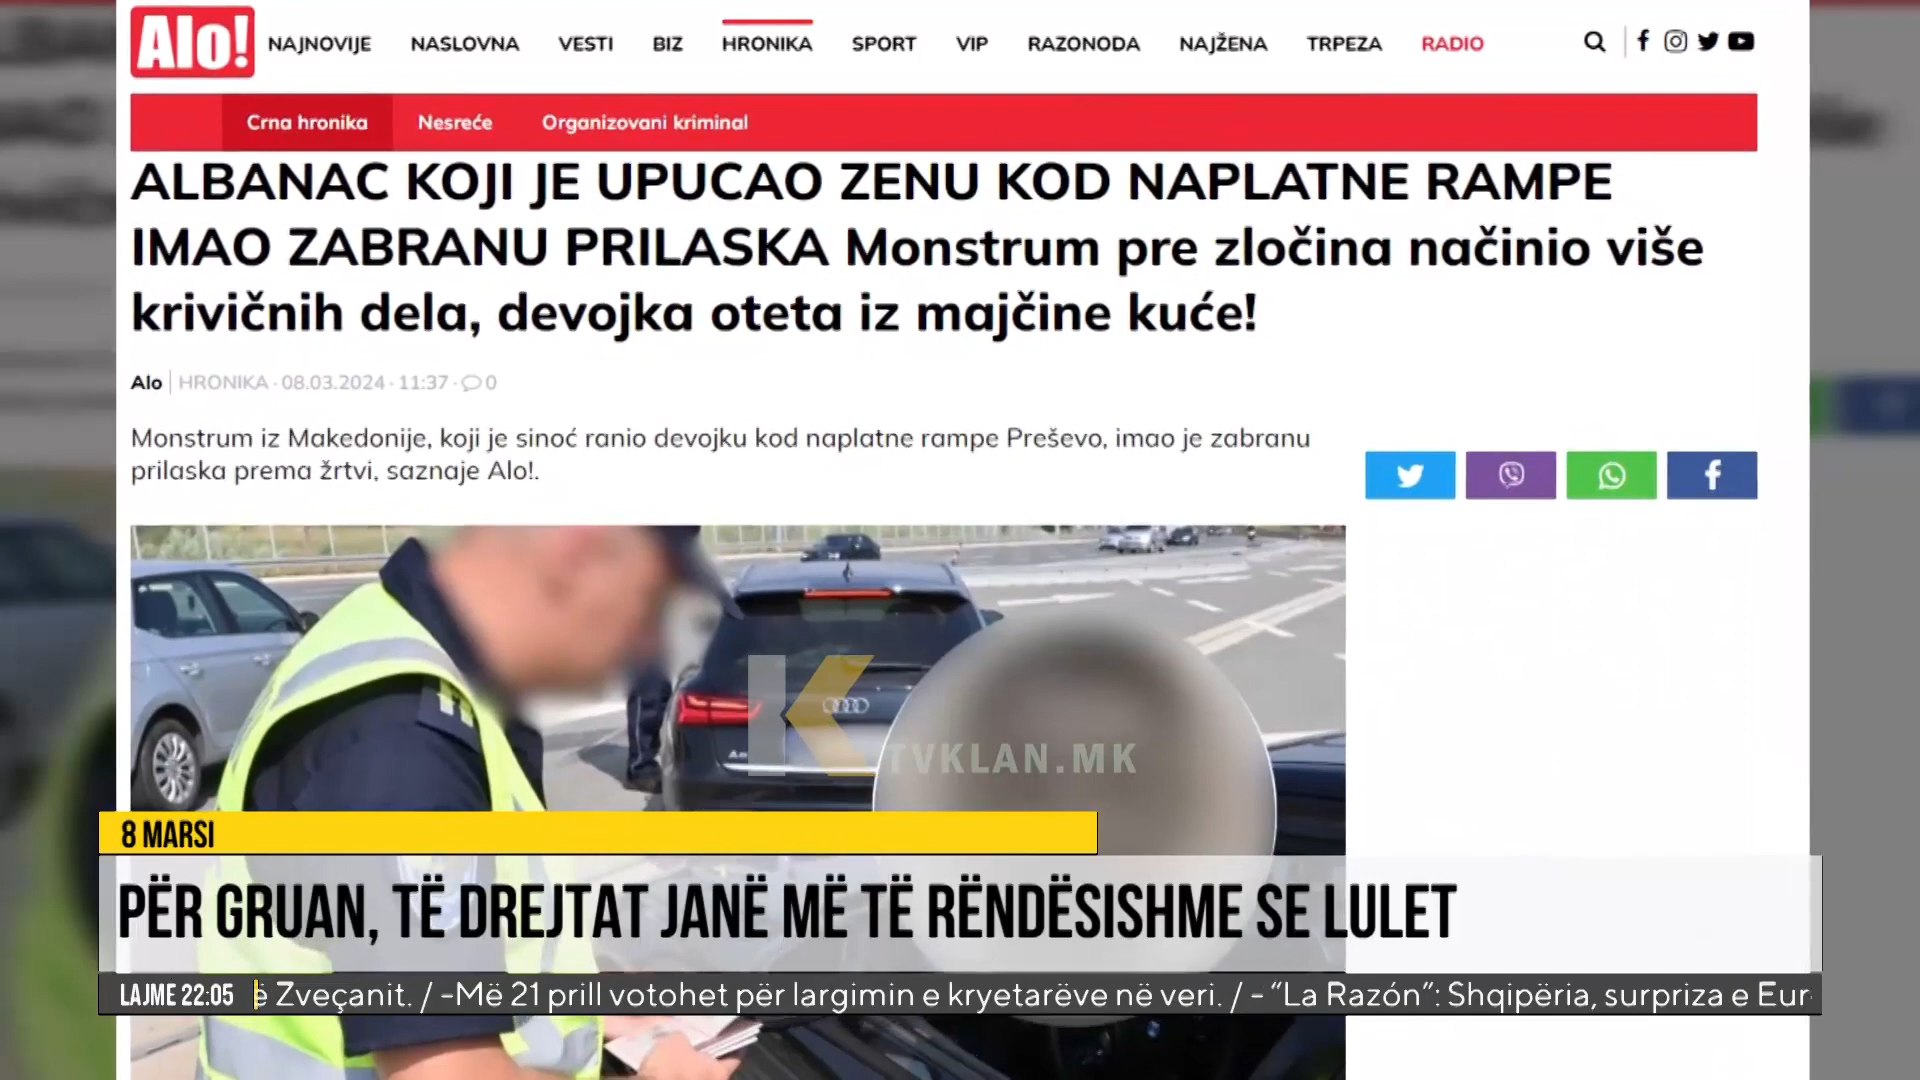 Alo!
NAJNOVIJE NASLOVNA VESTI BIZ HRONIKA SPORT VIP RAZONODA NAJŽENA TRPEZA RADIO
Crna hronika Nesreće Organizovani kriminal
ALBANAC KOJI JE UPUCAO ZENU KOD NAPLATNE RAMPE
IMAO ZABRANU PRILASKA Monstrum pre zločina načinio više
krivičnih dela, devojka oteta iz majčine kuće!
Alo HRONIKA · 08.03.2024 · 11:37 · 0
Monstrum iz Makedonije, koji je sinoć ranio devojku kod naplatne rampe Preševo, imao je zabranu
prilaska prema žrtvi, saznaje Alo!.
TVKLAN.MK
8 MARSI
PËR GRUAN, TË DREJTAT JANË MË TË RËNDËSISHME SE LULET
LAJME 22:05 ë Zveçanit. / -Më 21 prill votohet për largimin e kryetarëve në veri. / - “La Razón”: Shqipëria, surpriza e Eur